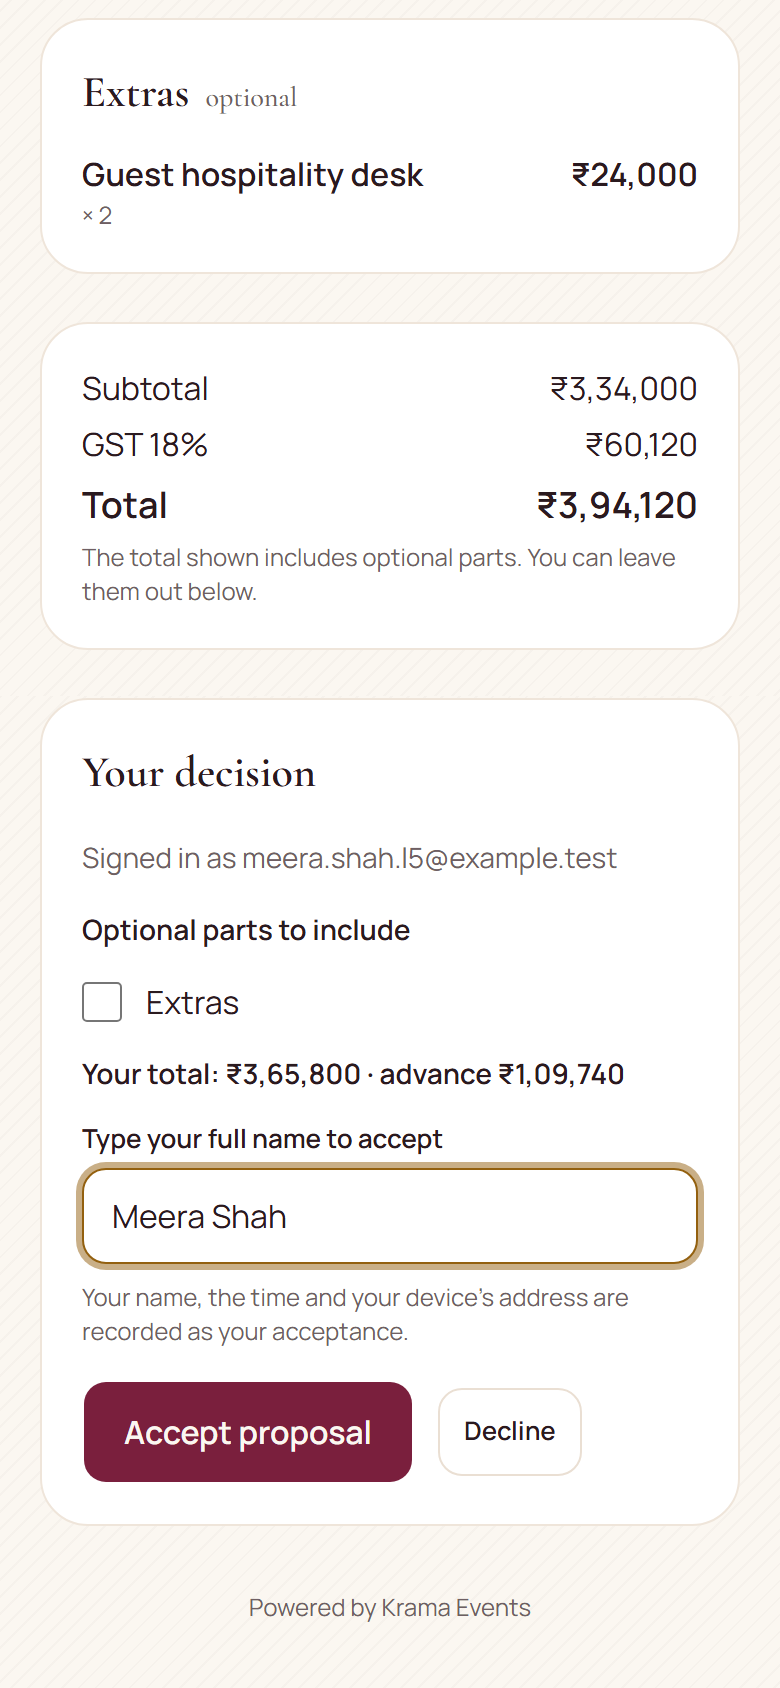 Extras optional
Guest hospitality desk ₹24,000
× 2
Subtotal ₹3,34,000
GST 18% ₹60,120
Total ₹3,94,120
The total shown includes optional parts. You can leave
them out below.
Your decision
Signed in as meera.shah.l5@example.test
Optional parts to include
Extras
Your total: ₹3,65,800 · advance ₹1,09,740
Type your full name to accept
Meera Shah
Your name, the time and your device’s address are
recorded as your acceptance.
Accept proposal Decline
Powered by Krama Events